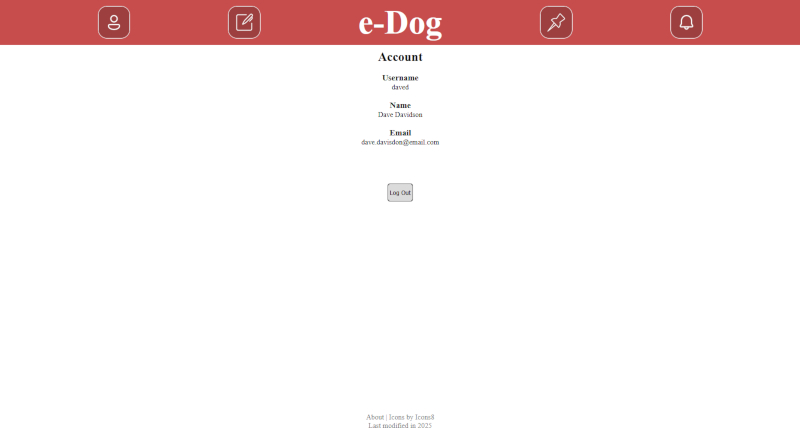 e-Dog
Account
Username
daved
Name
Dave Davidson
Email
dave.davisdon@email.com
Log Out
About | Icons by Icons8
Last modified in 2025